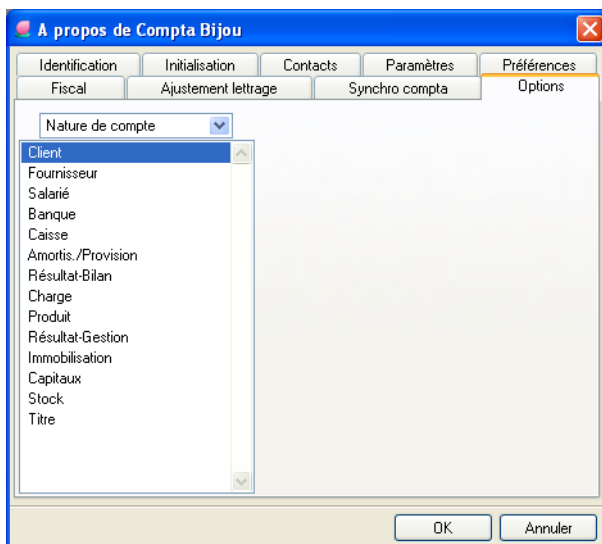 A propos de Compta Bijou
Identification Initialisation Contacts Paramètres Préférences
Fiscal Ajustement lettrage Synchro compta Options
Nature de compte
Client
Fournisseur
Salarié
Banque
Caisse
Amortis./Provision
Résultat-Bilan
Charge
Produit
Résultat-Gestion
Immobilisation
Capitaux
Stock
Titre
OK Annuler